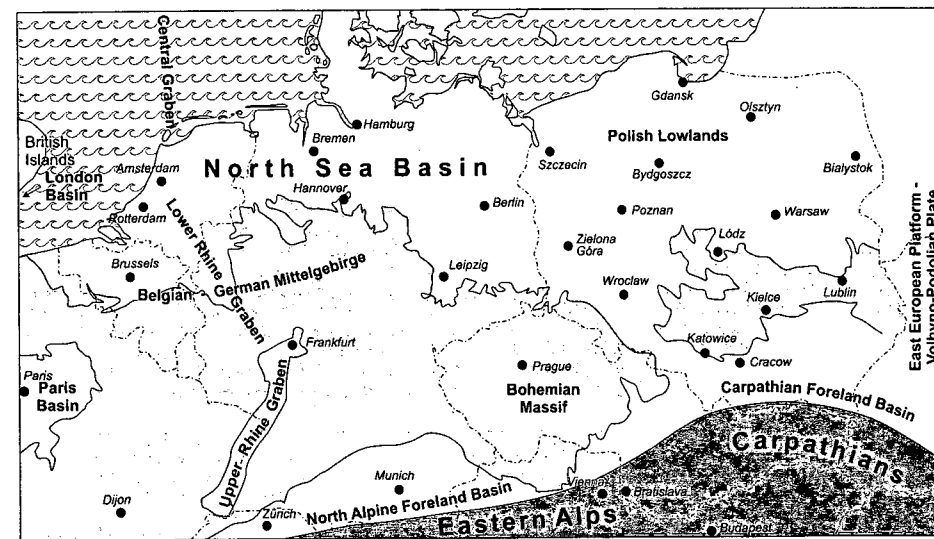 Central Graben
Gdansk
Olsztyn
Hamburg
Polish Lowlands
British
Islands
Bremen
North Sea Basin
Szczecin
Bydgoszcz
Bialystok
London
Basin
Amsterdam
Hannover
Berlin
Poznan
Warsaw
Rotterdam
Lower Rhine Graben
Zielona
Góra
Lódz
East European Platform -
Volhyno-Podolian Plate
Brussels
Belgian
German Mittelgebirge
Leipzig
Wroclaw
Kielce
Lublin
Frankfurt
Katowice
Cracow
Paris
Paris
Basin
Prague
Bohemian
Massif
Carpathian Foreland Basin
Upper- Rhine Graben
Carpathians
Munich
North Alpine Foreland Basin
Vienna
Bratislava
Dijon
Zürich
Eastern Alps
Budapest